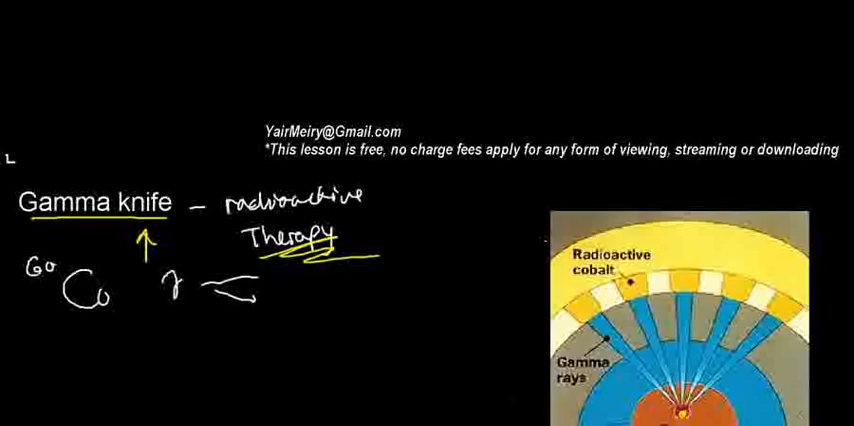 YairMeiry@Gmail.com
*This lesson is free, no charge fees apply for any form of viewing, streaming or downloading
Gamma knife – radioactive
Therapy
60
Co γ
Radioactive
cobalt
Gamma
rays